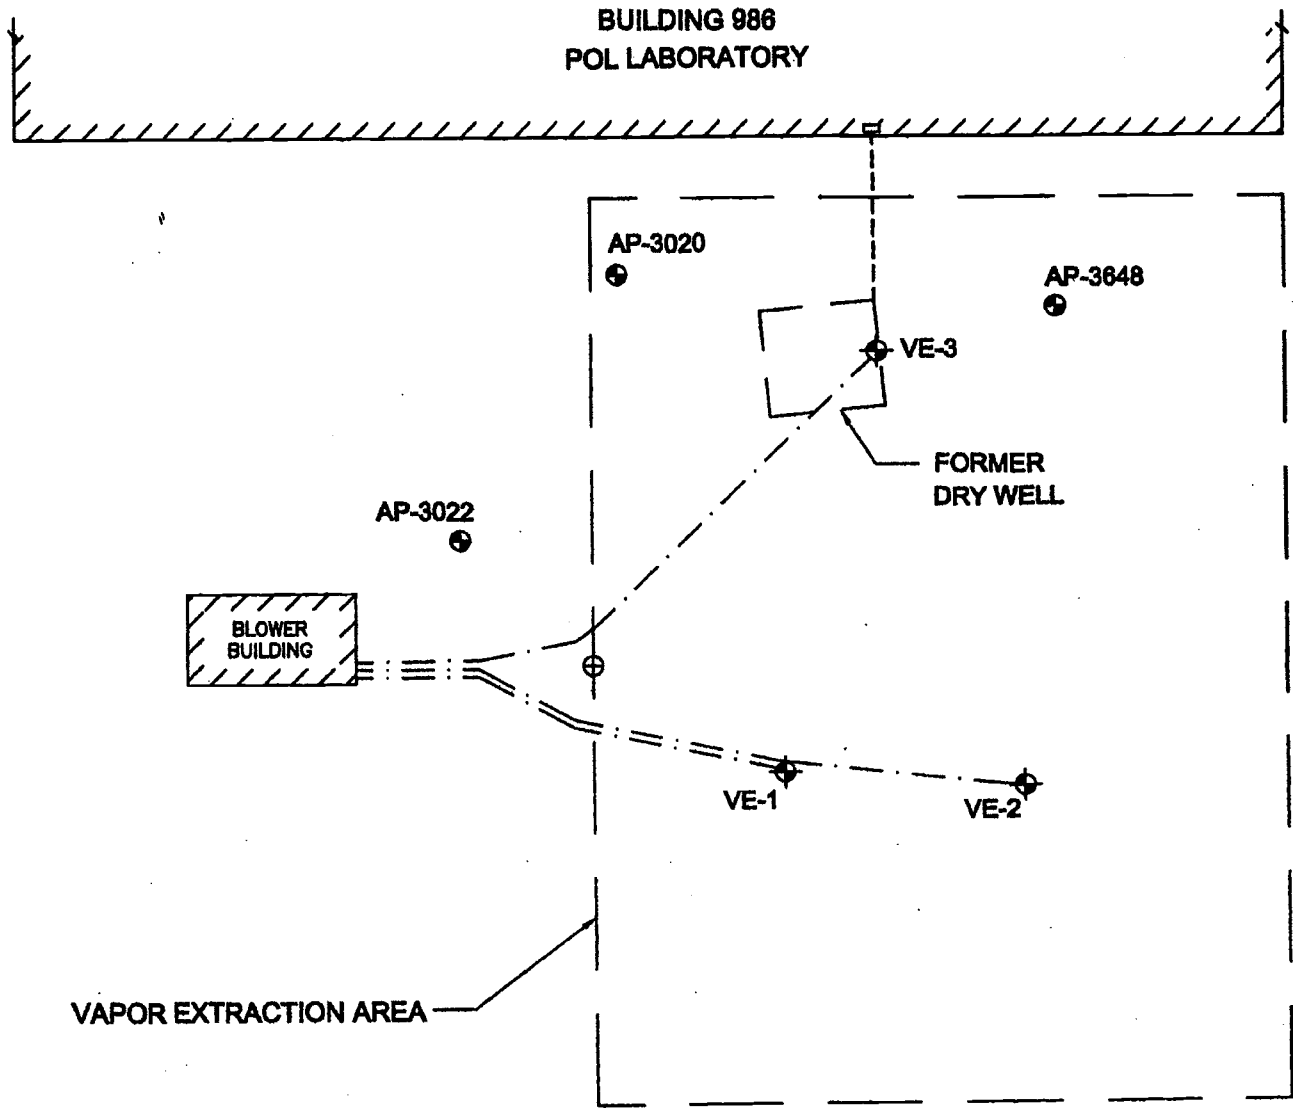 BUILDING 986
POL LABORATORY
AP-3020
AP-3648
VE-3
FORMER
DRY WELL
AP-3022
BLOWER
BUILDING
VE-1
VE-2
VAPOR EXTRACTION AREA